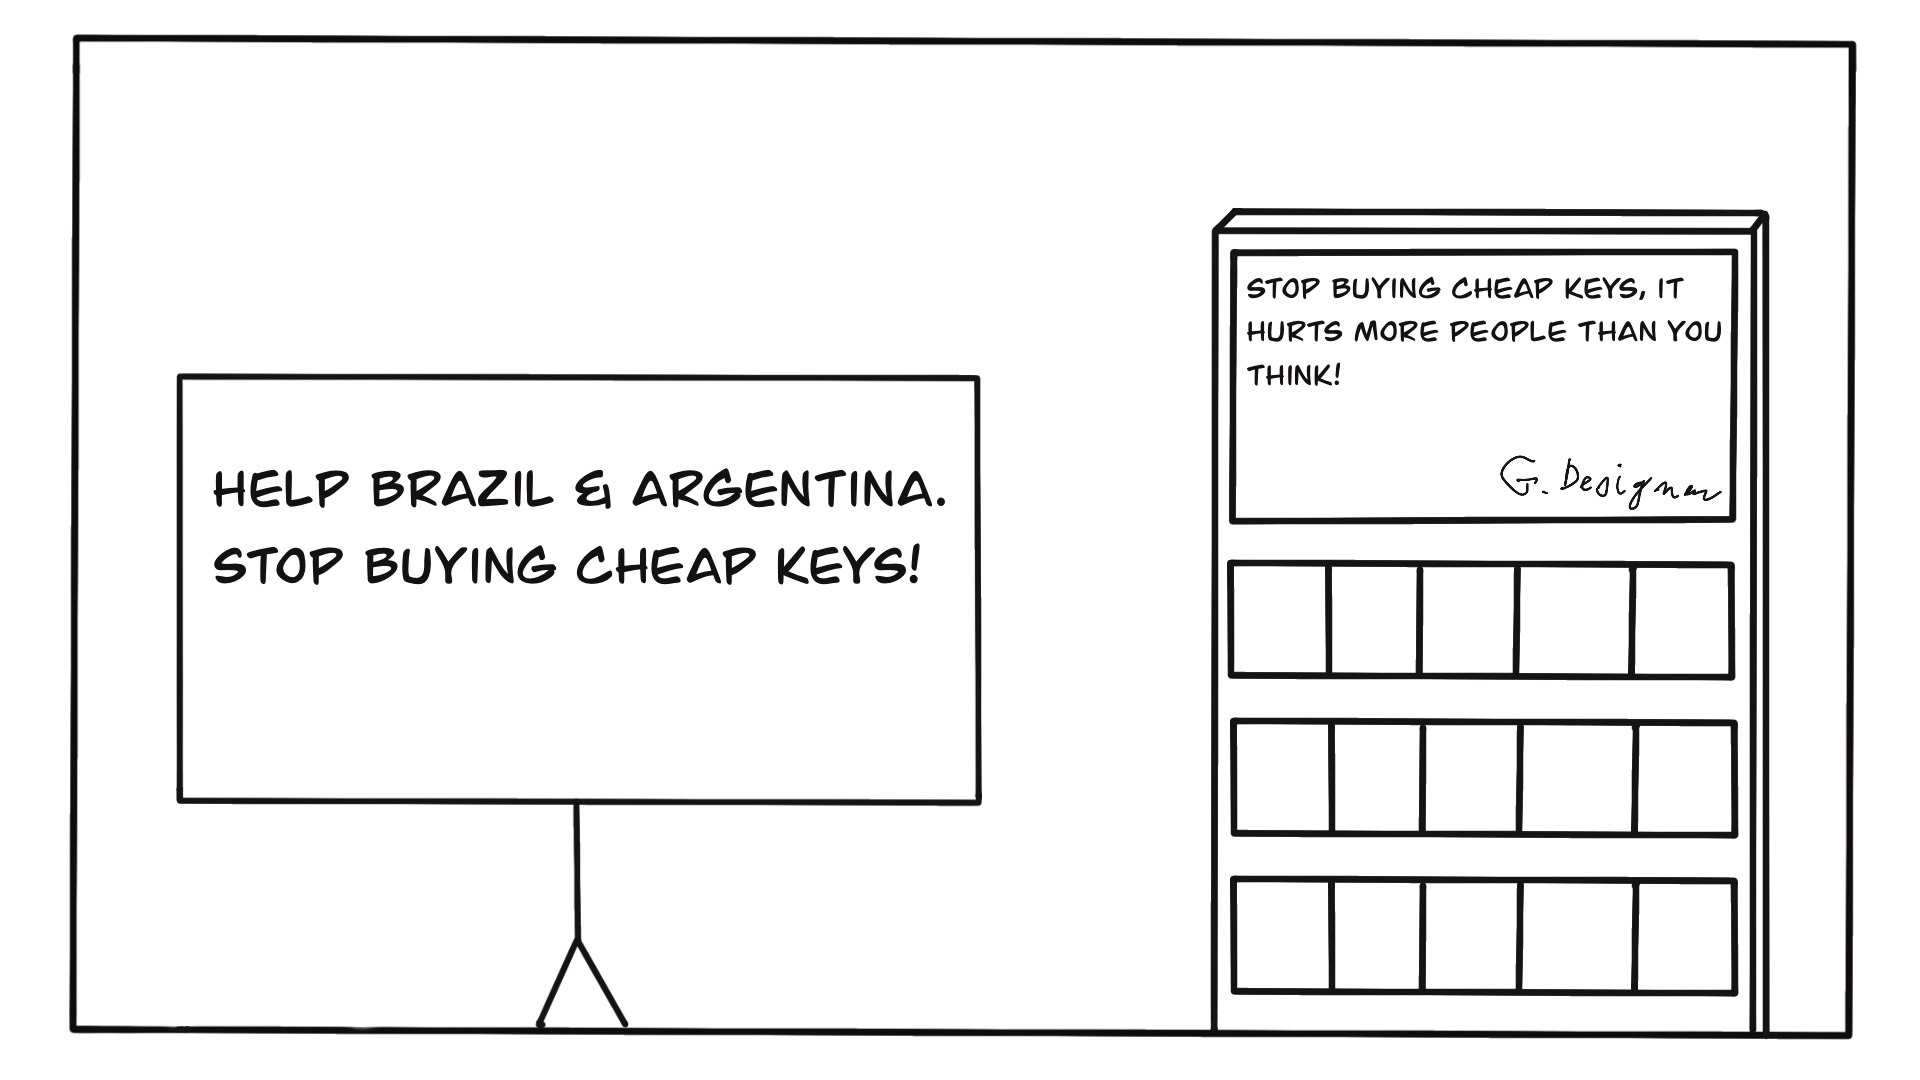 HELP BRAZIL & ARGENTINA.
STOP BUYING CHEAP KEYS!
STOP BUYING CHEAP KEYS, IT
HURTS MORE PEOPLE THAN YOU
THINK!
G. Designer